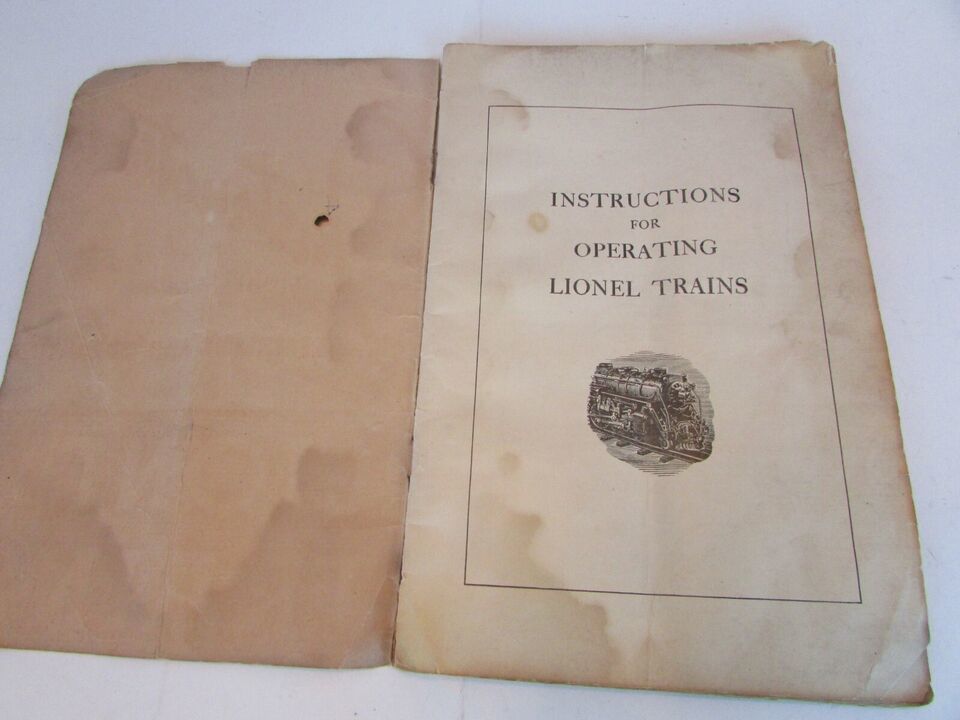 INSTRUCTIONS
FOR
OPERATING
LIONEL TRAINS